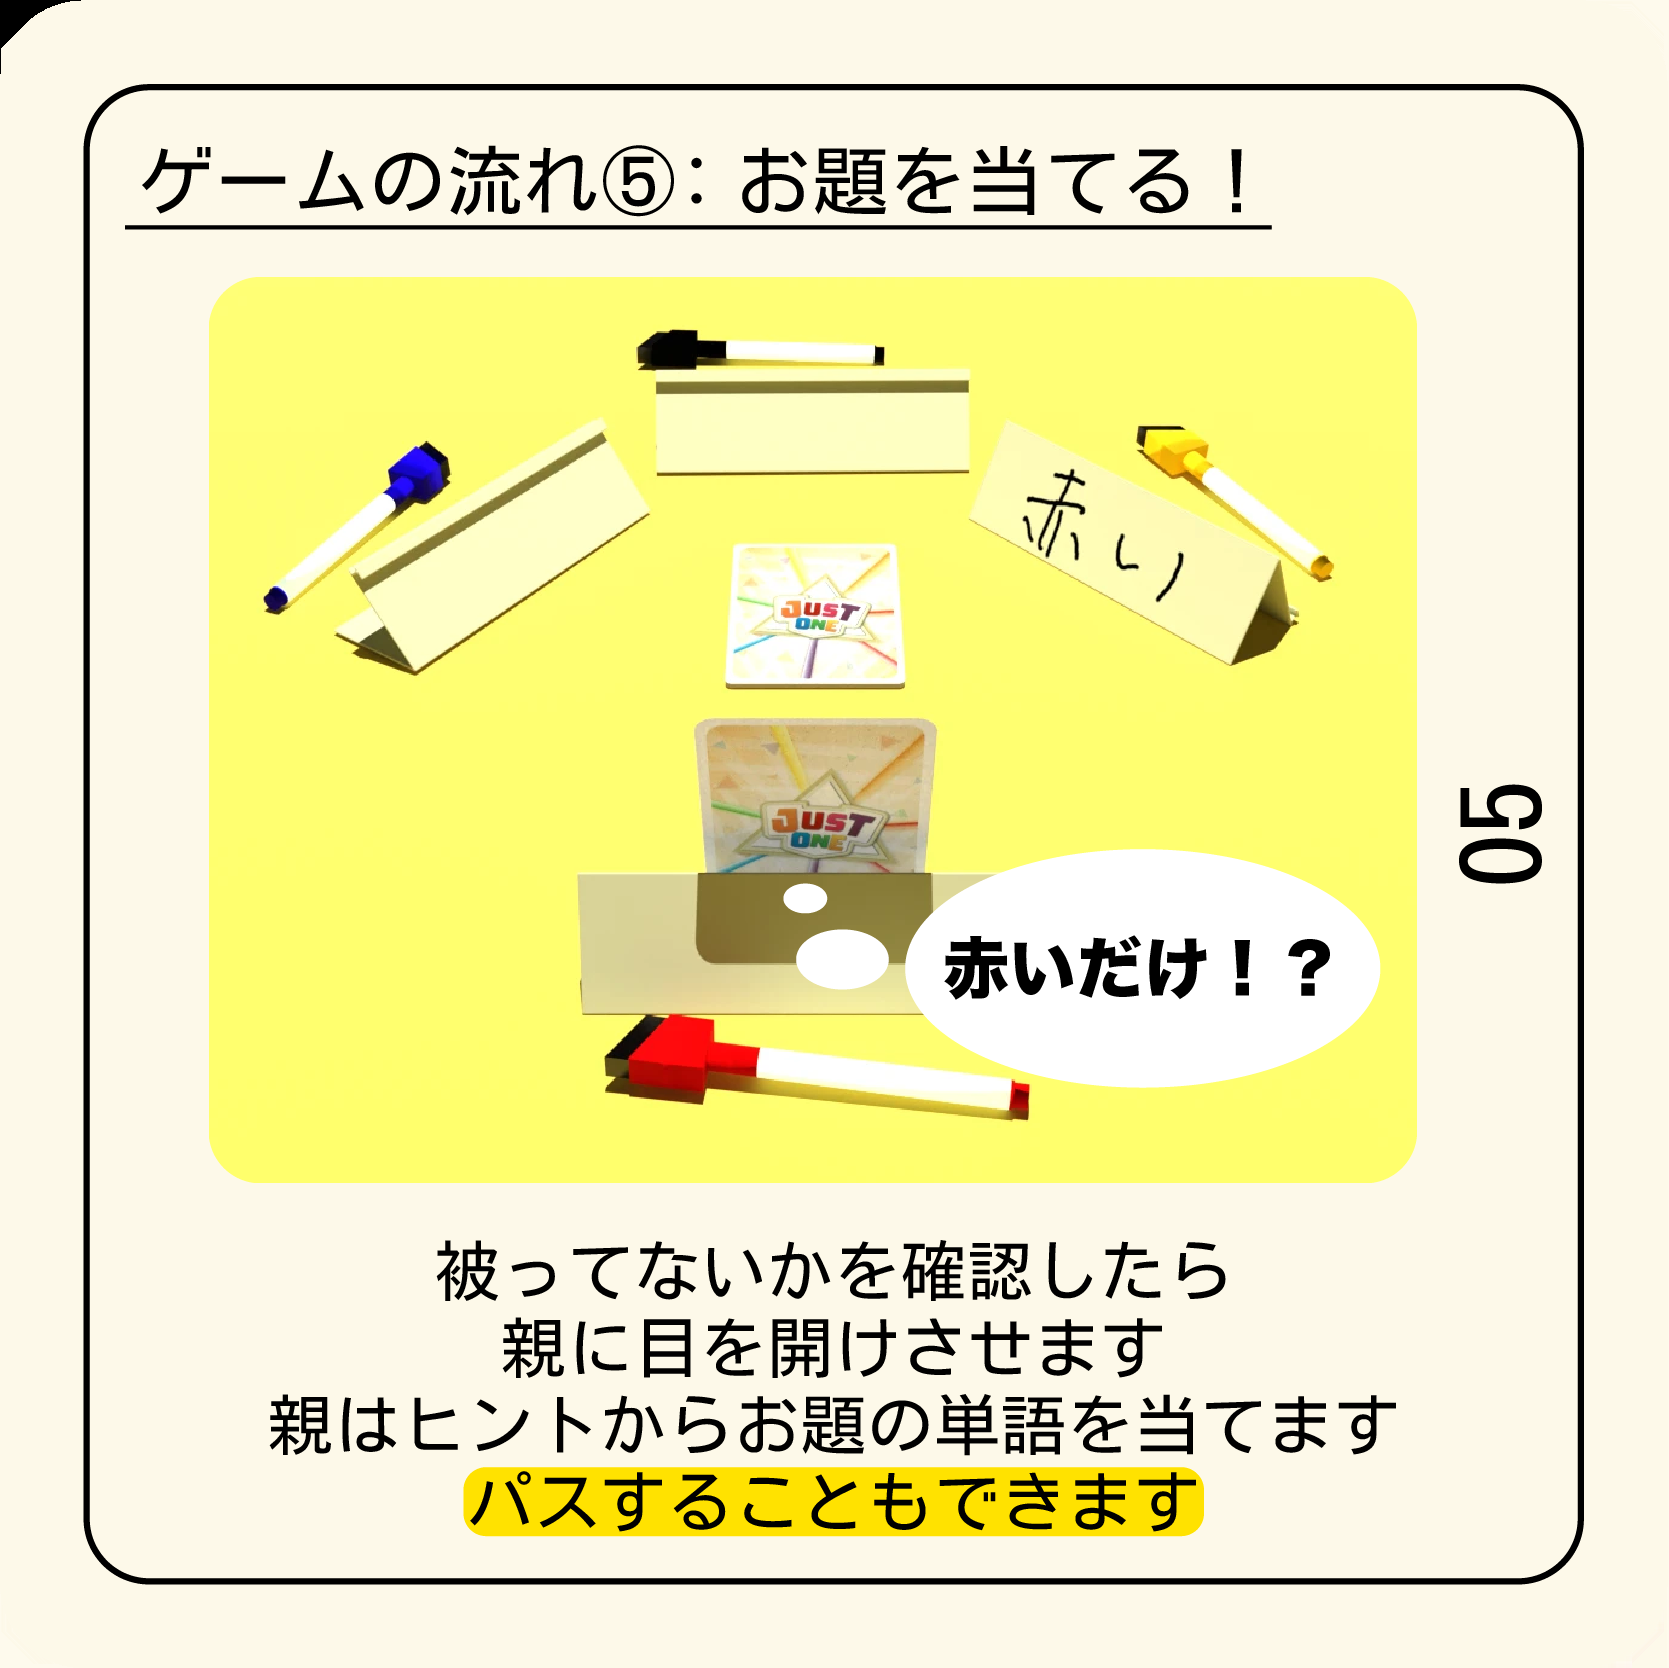 ゲームの流れ⑤：お題を当てる！
赤い
JUST
ONE
JUST
ONE
赤いだけ！？
05
被ってないかを確認したら
親に目を開けさせます
親はヒントからお題の単語を当てます
パスすることもできます